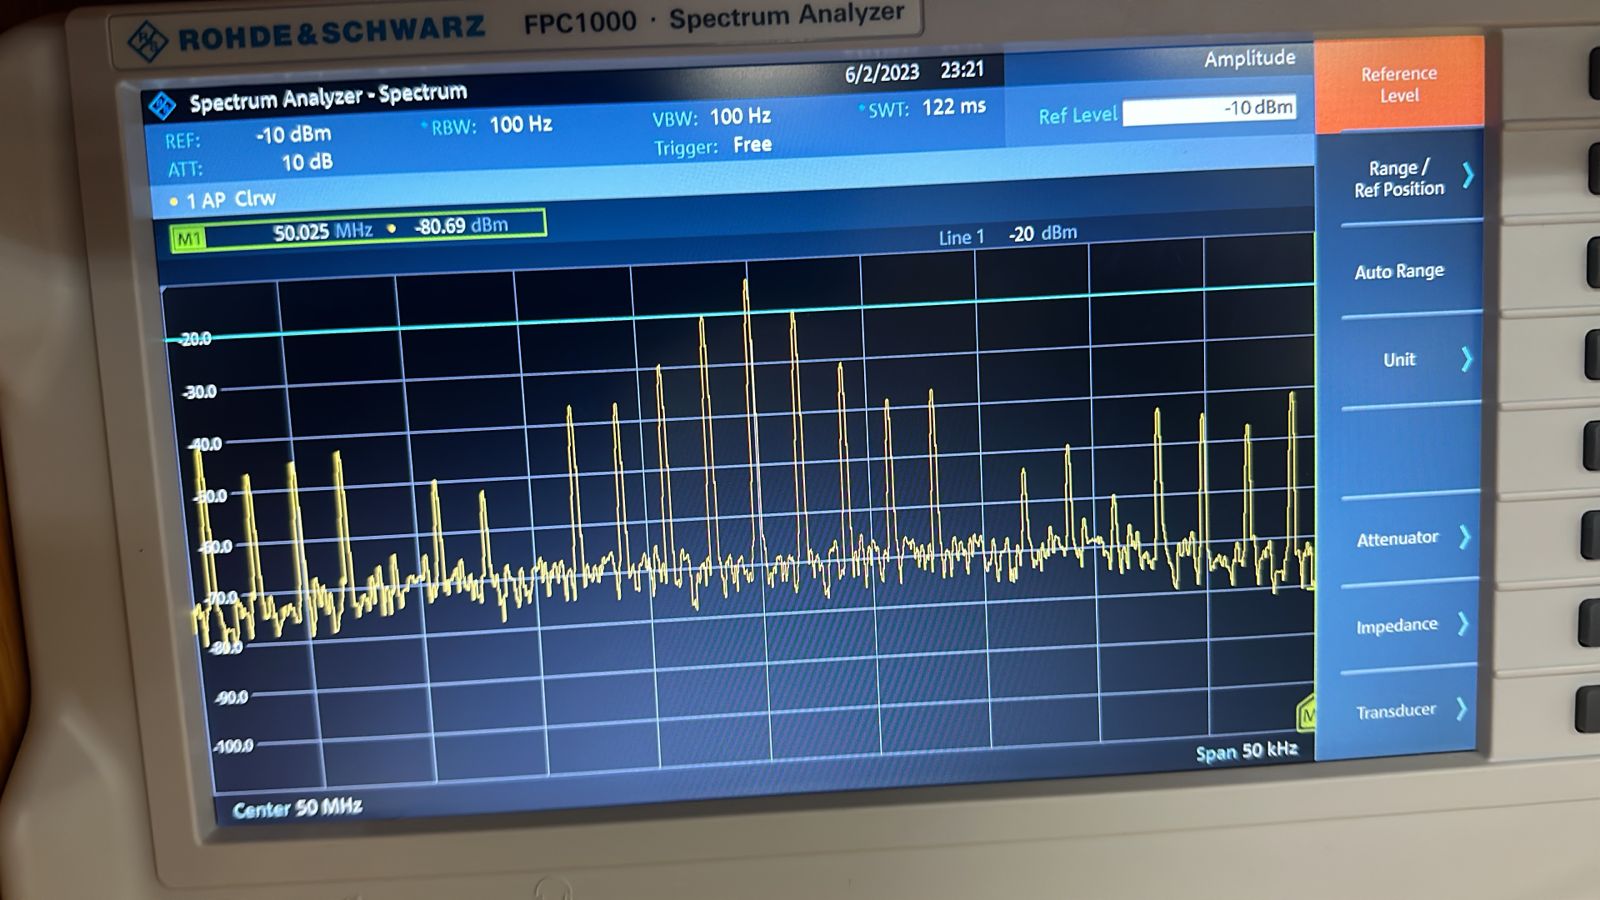 ROHDE & SCHWARZ FPC1000 · Spectrum Analyzer
Spectrum Analyzer - Spectrum 6/2/2023 23:21 Amplitude
REF: -10 dBm RBW: 100 Hz VBW: 100 Hz SWT: 122 ms Ref Level -10 dBm
ATT: 10 dB Trigger: Free
1 AP Clrw
M1 50.025 MHz -80.69 dBm
Line 1 -20 dBm
-20.0
-30.0
-40.0
-50.0
-60.0
-70.0
-80.0
-90.0
-100.0
M
Center 50 MHz Span 50 kHz
Reference
Level
Range /
Ref Position
Auto Range
Unit
Attenuator
Impedance
Transducer